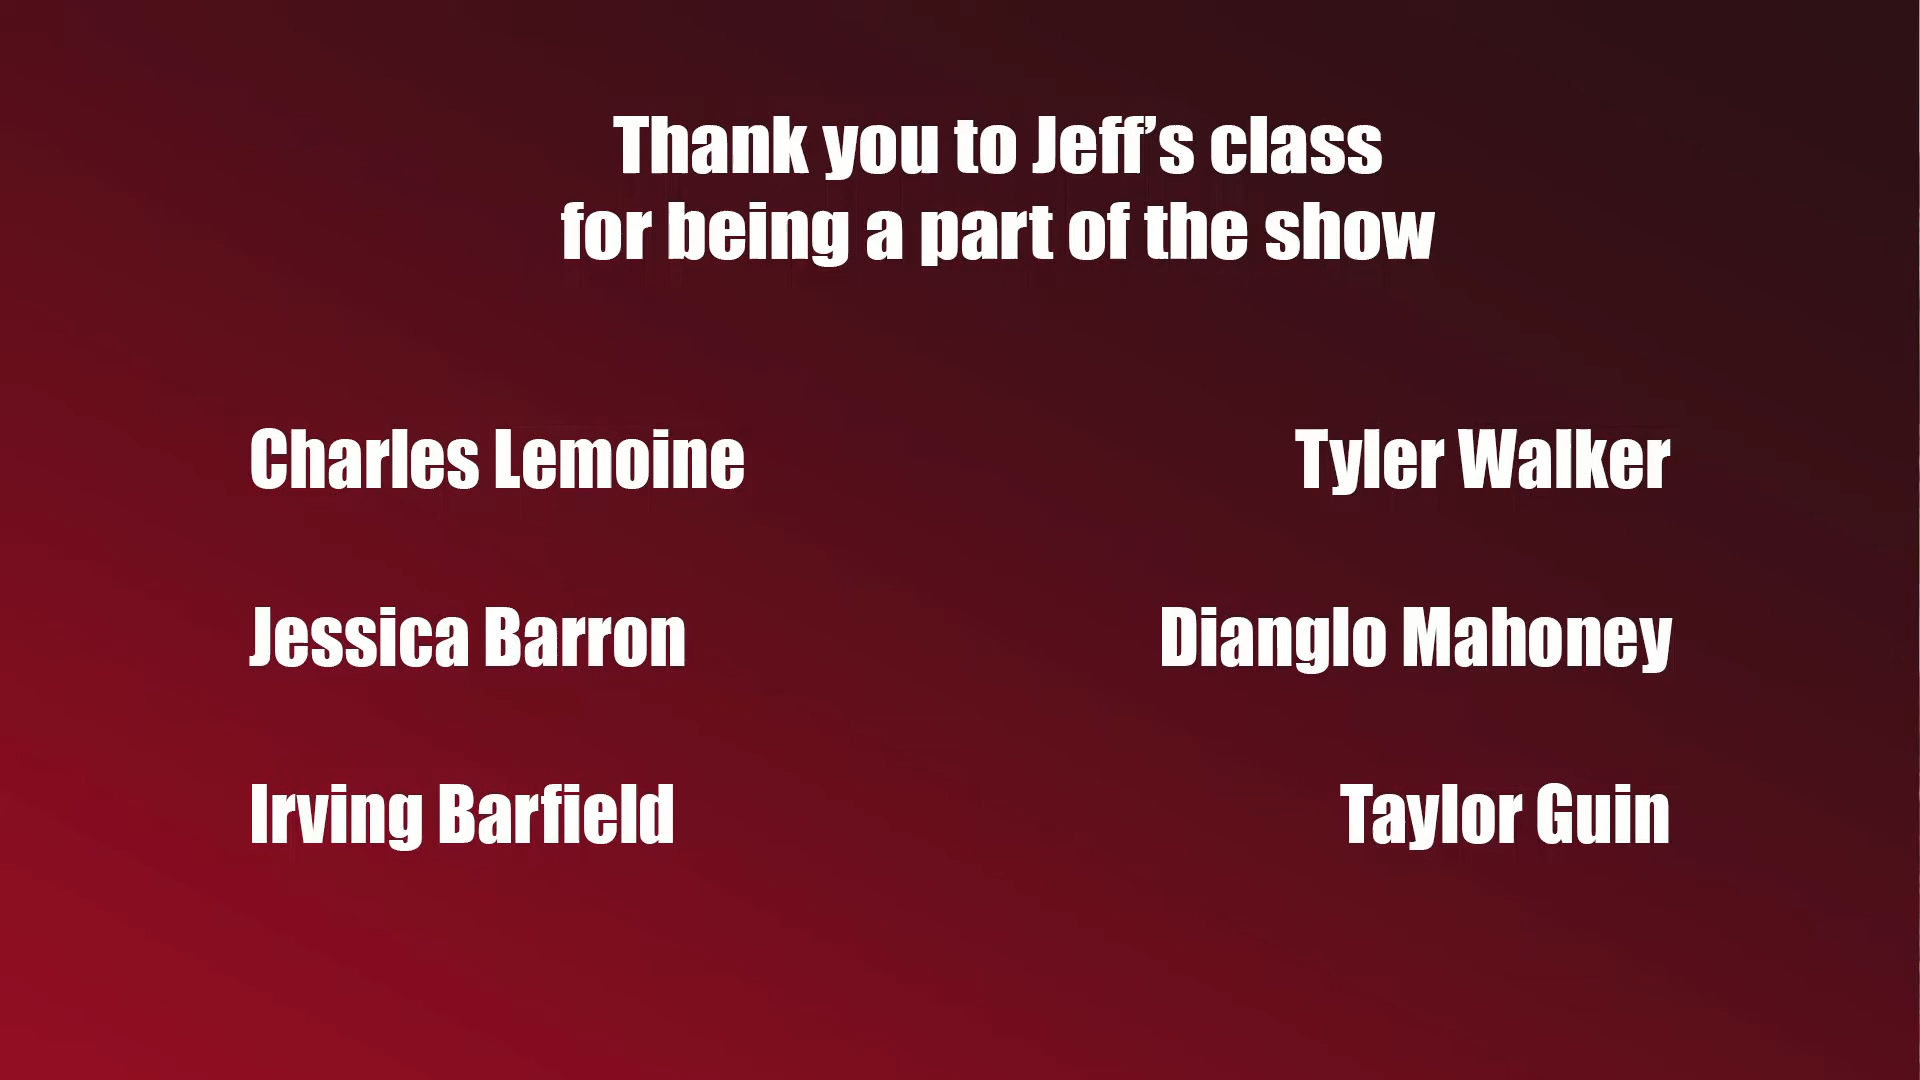 Thank you to Jeff’s class
for being a part of the show
Charles Lemoine
Tyler Walker
Jessica Barron
Dianglo Mahoney
Irving Barfield
Taylor Guin